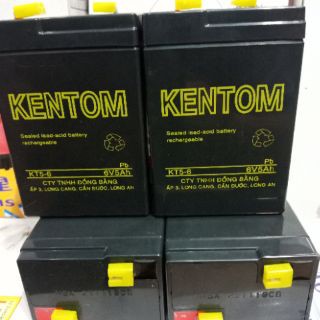 KENTOM
Sealed lead-acid battery
rechargeable
Pb
KT5-6 6V5Ah
CTY TNHH ĐỒNG BẰNG
ẤP 3, LONG CANG, CẦN ĐƯỚC, LONG AN
KENTOM
Sealed lead-acid battery
rechargeable
Pb
KT5-6 6V5Ah
CTY TNHH ĐỒNG BẰNG
ẤP 3, LONG CANG, CẦN ĐƯỚC, LONG AN